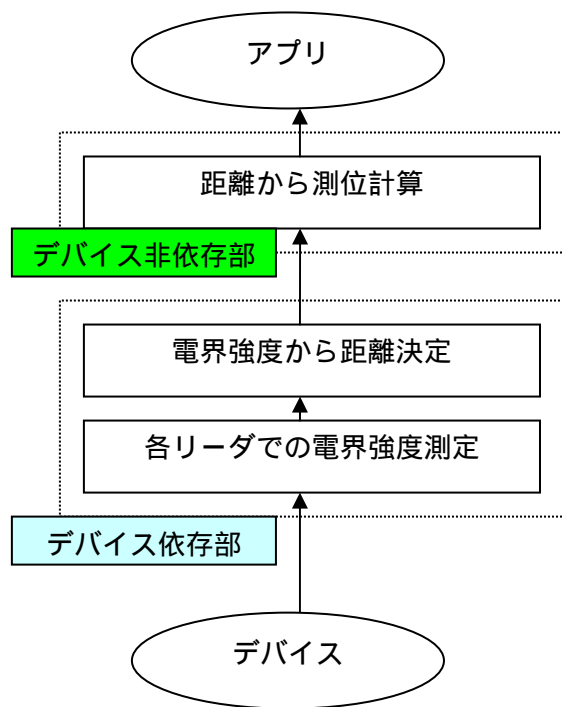 アプリ
距離から測位計算
デバイス非依存部
電界強度から距離決定
各リーダでの電界強度測定
デバイス依存部
デバイス